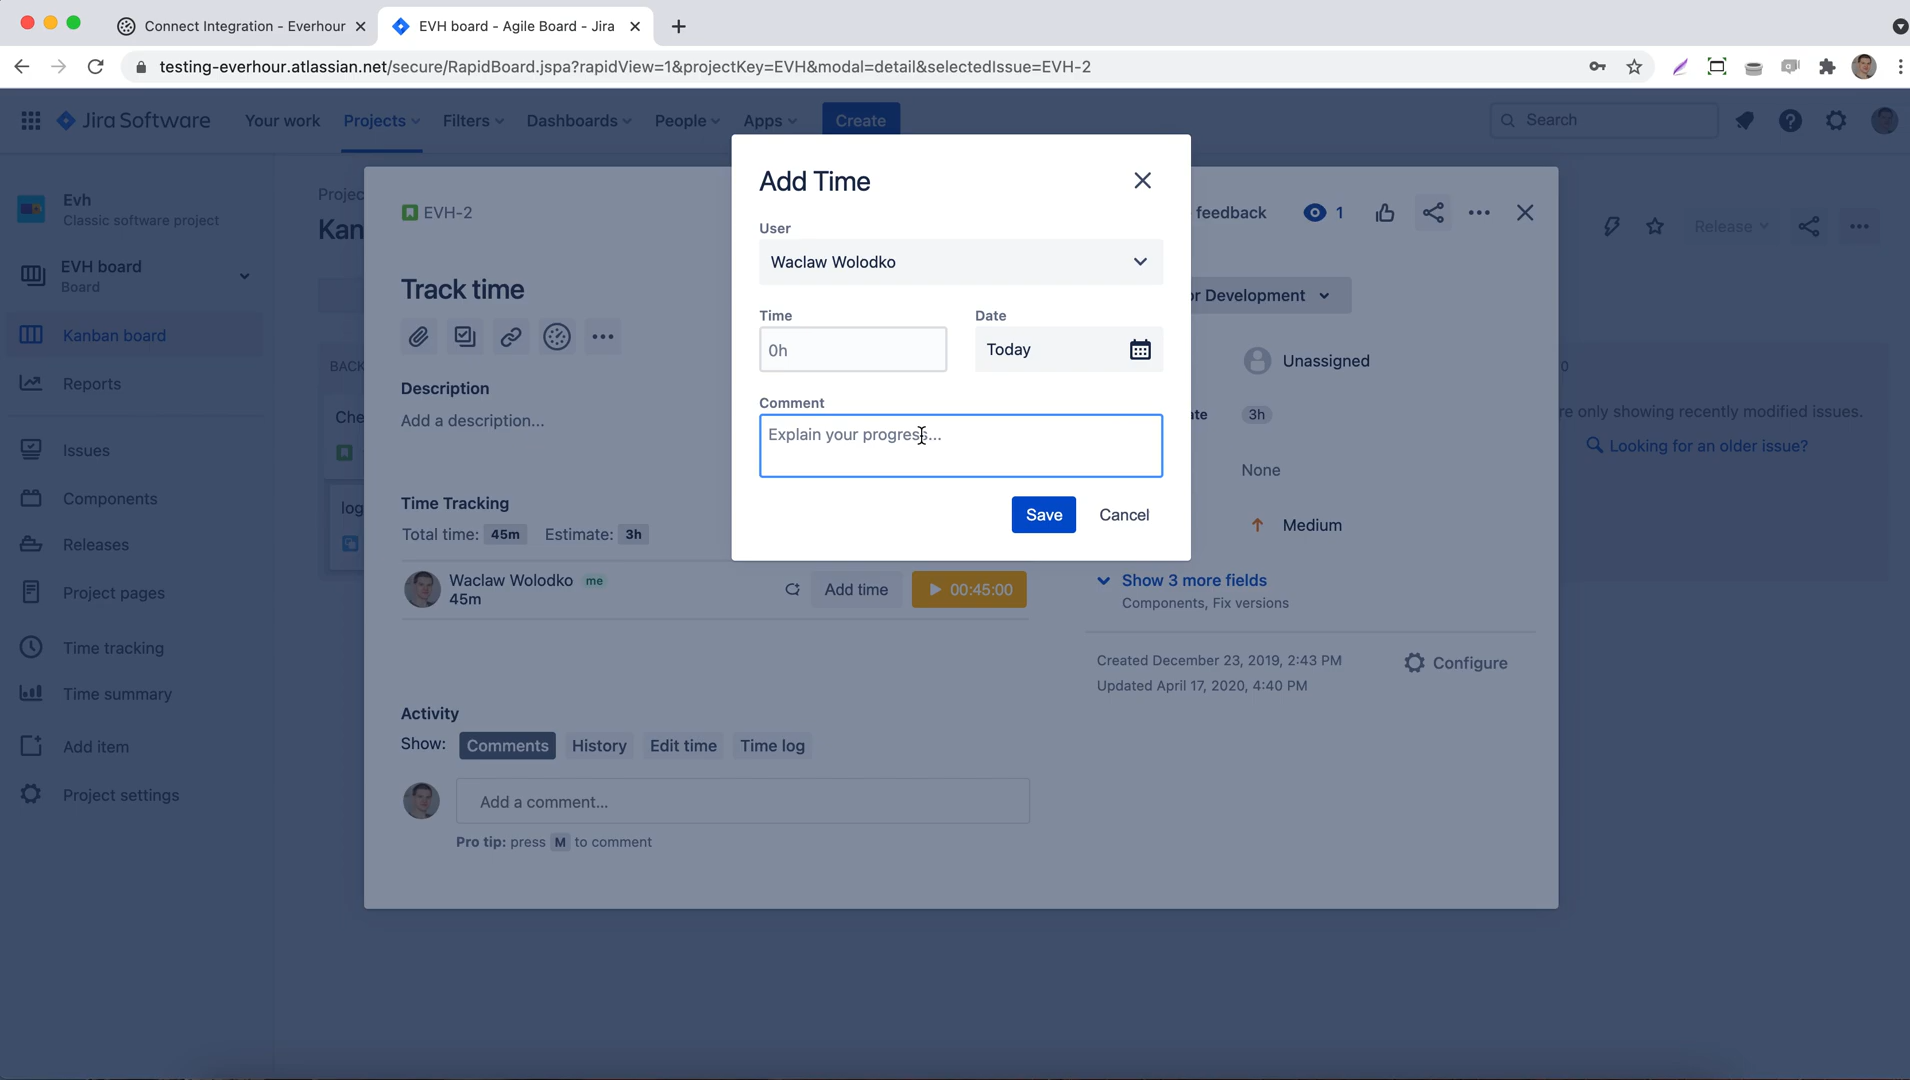 Connect Integration - Everhour
EVH board - Agile Board - Jira
testing-everhour.atlassian.net/secure/RapidBoard.jspa?rapidView=1&projectKey=EVH&modal=detail&selectedIssue=EVH-2
Jira Software
Your work
Projects
Filters
Dashboards
People
Apps
Create
Search
Evh
Classic software project
EVH board
Board
Kanban board
Reports
Issues
Components
Releases
Project pages
Time tracking
Time summary
Add item
Project settings
Projec
Kan
BACK
Che
log
EVH-2
feedback
1
Track time
Description
Add a description...
Time Tracking
Total time: 45m Estimate: 3h
Waclaw Wolodko me
45m
Add time
00:45:00
Activity
Show: Comments History Edit time Time log
Add a comment...
Pro tip: press M to comment
Add Time
User
Waclaw Wolodko
Time
0h
Date
Today
Comment
Explain your progress...
Save
Cancel
or Development
Unassigned
te
3h
None
Medium
Show 3 more fields
Components, Fix versions
Created December 23, 2019, 2:43 PM
Updated April 17, 2020, 4:40 PM
Configure
Release
0
re only showing recently modified issues.
Looking for an older issue?